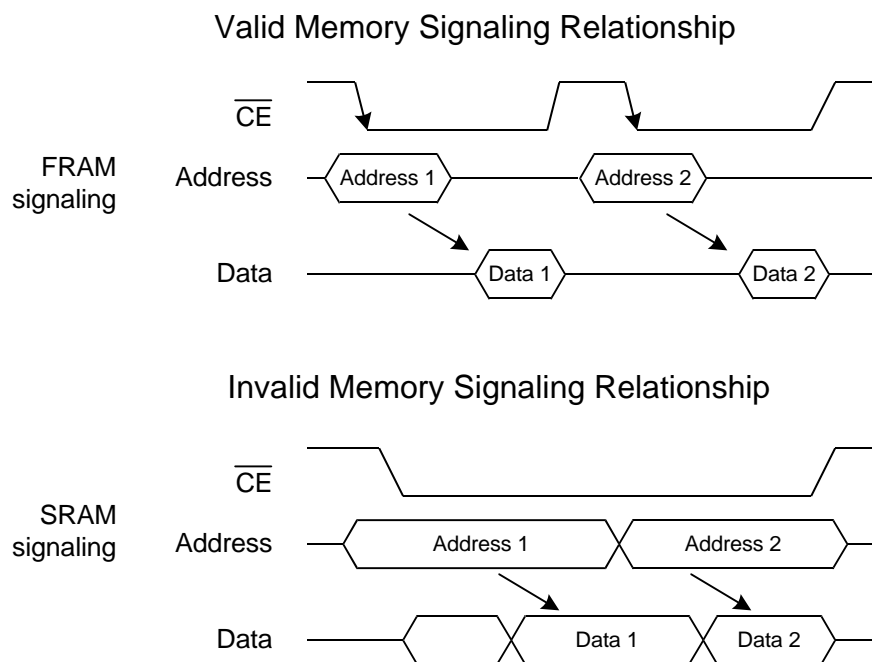 Valid Memory Signaling Relationship
CE
FRAM
signaling
Address
Address 1
Address 2
Data
Data 1
Data 2
Invalid Memory Signaling Relationship
CE
SRAM
signaling
Address
Address 1
Address 2
Data
Data 1
Data 2